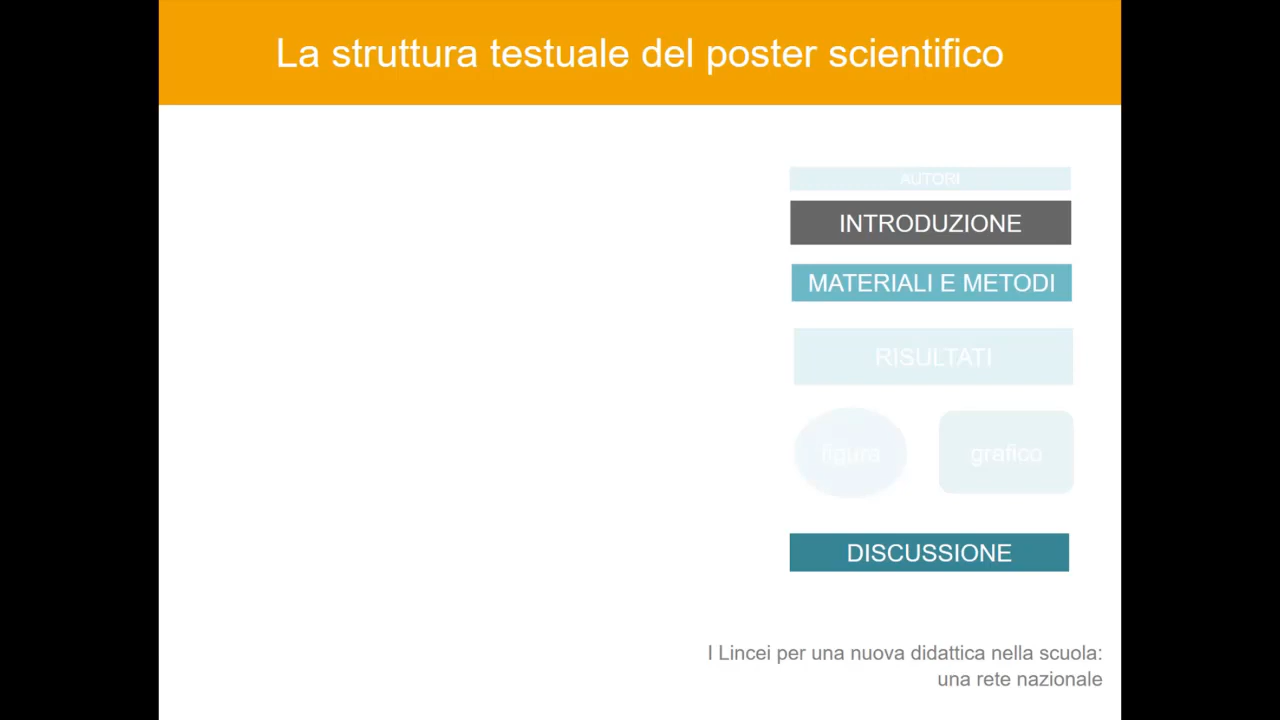 La struttura testuale del poster scientifico
AUTORI
INTRODUZIONE
MATERIALI E METODI
RISULTATI
figura
grafico
DISCUSSIONE
I Lincei per una nuova didattica nella scuola:
una rete nazionale